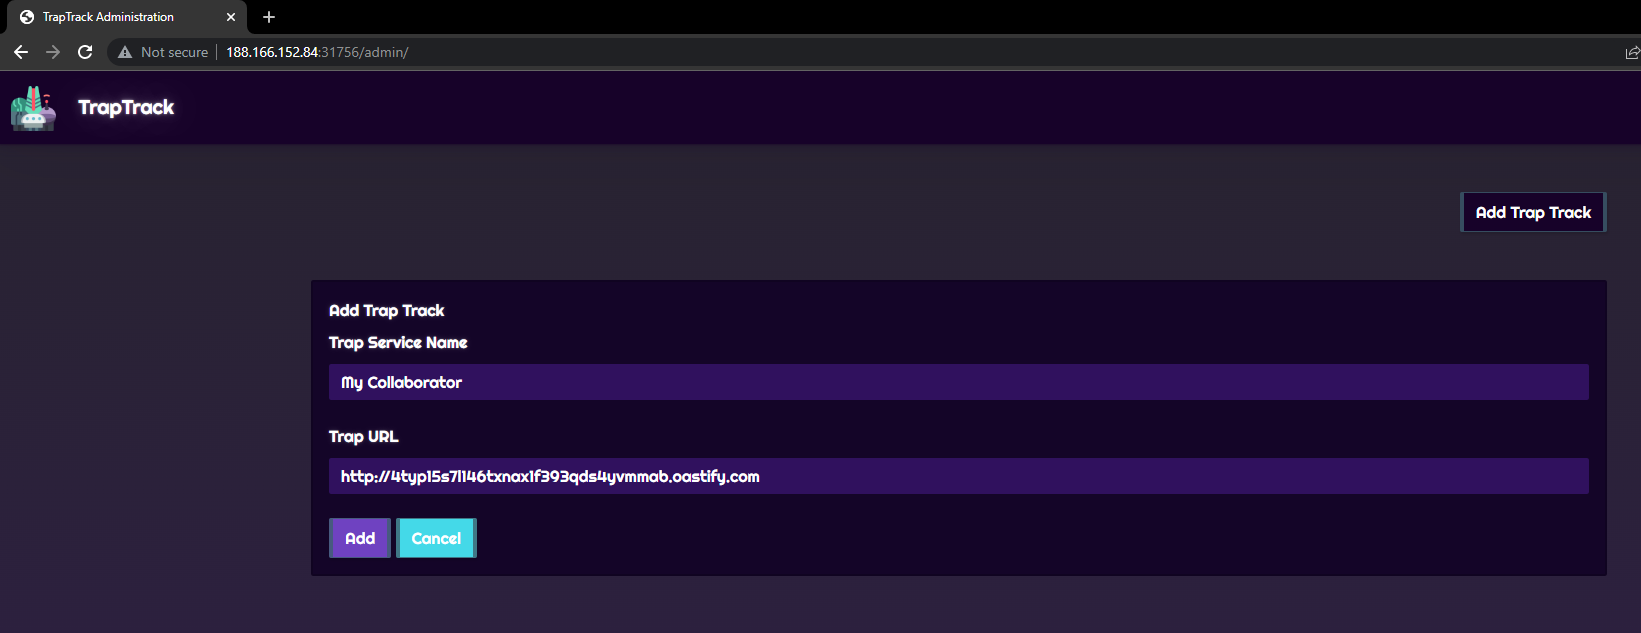 TrapTrack Administration
Not secure 188.166.152.84:31756/admin/
TrapTrack
Add Trap Track
Add Trap Track
Trap Service Name
My Collaborator
Trap URL
http://4typ15s7l146txnax1f393qds4yvmmab.oastify.com
Add Cancel